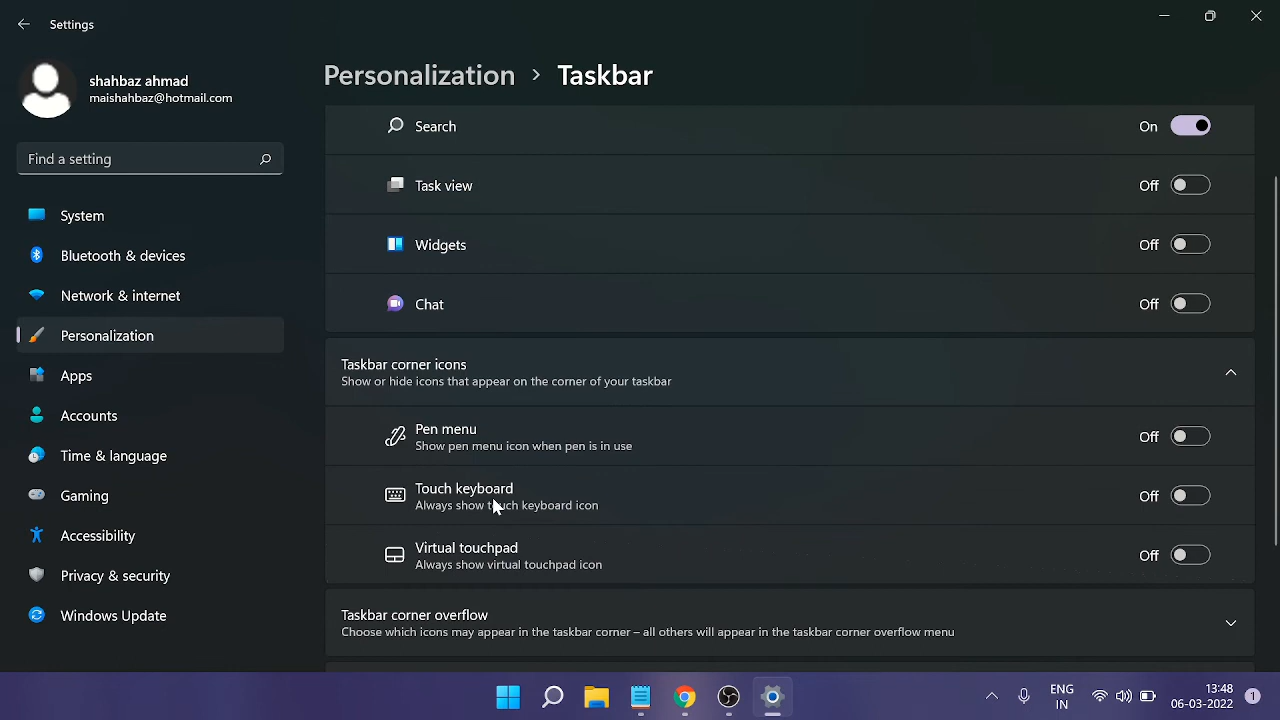 Settings
shahbaz ahmad
maishahbaz@hotmail.com
Find a setting
System
Bluetooth & devices
Network & internet
Personalization
Apps
Accounts
Time & language
Gaming
Accessibility
Privacy & security
Windows Update
Personalization > Taskbar
Search On
Task view Off
Widgets Off
Chat Off
Taskbar corner icons
Show or hide icons that appear on the corner of your taskbar
Pen menu
Show pen menu icon when pen is in use
Off
Touch keyboard
Always show touch keyboard icon
Off
Virtual touchpad
Always show virtual touchpad icon
Off
Taskbar corner overflow
Choose which icons may appear in the taskbar corner – all others will appear in the taskbar corner overflow menu
ENG
IN
13:48
06-03-2022
1